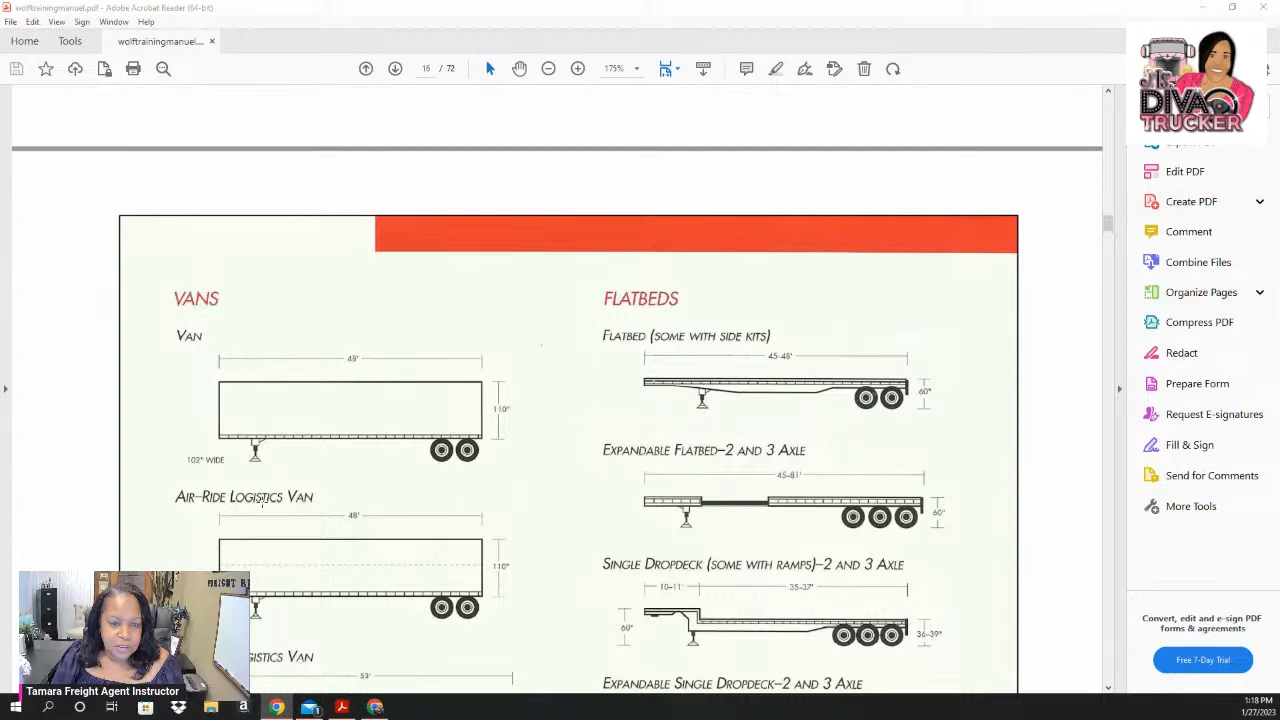 wolftrainingmanuel.pdf - Adobe Acrobat Reader (64-bit)
File Edit View Sign Window Help
Home Tools wolftrainingmanuel....
16 / 175%
Ms. DIVA TRUCKER
Edit PDF
Create PDF
Comment
Combine Files
Organize Pages
Compress PDF
Redact
Prepare Form
Request E-signatures
Fill & Sign
Send for Comments
More Tools
Convert, edit and e-sign PDF
forms & agreements
Free 7-Day Trial
VANS
VAN
48'
110"
102" WIDE
AIR-RIDE LOGISTICS VAN
48'
110"
GISTICS VAN
53'
FLATBEDS
FLATBED (SOME WITH SIDE KITS)
45-48'
60"
EXPANDABLE FLATBED–2 AND 3 AXLE
45-81'
60"
SINGLE DROPDECK (SOME WITH RAMPS)–2 AND 3 AXLE
10-11' 35-37'
60"
36-39"
EXPANDABLE SINGLE DROPDECK–2 AND 3 AXLE
Tamara Freight Agent Instructor
1:18 PM
1/27/2023